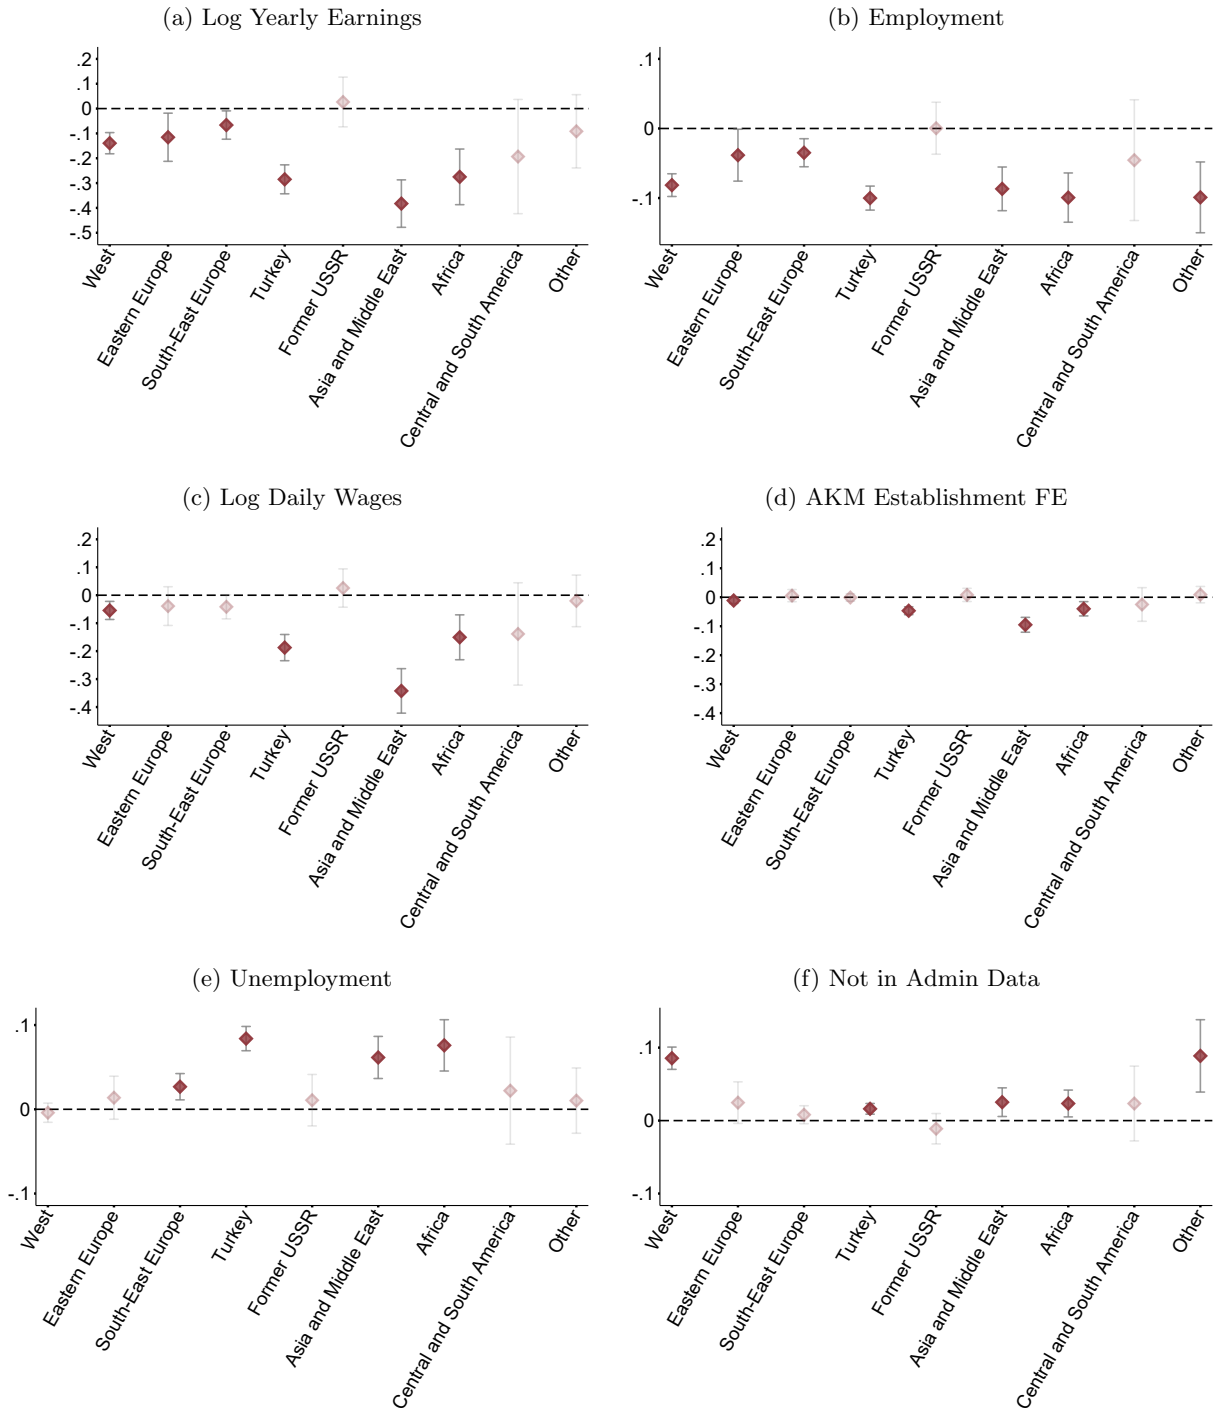 (a) Log Yearly Earnings
.2
.1
0
-.1
-.2
-.3
-.4
-.5
West
Eastern Europe
South-East Europe
Turkey
Former USSR
Asia and Middle East
Africa
Central and South America
Other
(b) Employment
.1
0
-.1
West
Eastern Europe
South-East Europe
Turkey
Former USSR
Asia and Middle East
Africa
Central and South America
Other
(c) Log Daily Wages
.2
.1
0
-.1
-.2
-.3
-.4
West
Eastern Europe
South-East Europe
Turkey
Former USSR
Asia and Middle East
Africa
Central and South America
Other
(d) AKM Establishment FE
.2
.1
0
-.1
-.2
-.3
-.4
West
Eastern Europe
South-East Europe
Turkey
Former USSR
Asia and Middle East
Africa
Central and South America
Other
(e) Unemployment
.1
0
-.1
West
Eastern Europe
South-East Europe
Turkey
Former USSR
Asia and Middle East
Africa
Central and South America
Other
(f) Not in Admin Data
.1
0
-.1
West
Eastern Europe
South-East Europe
Turkey
Former USSR
Asia and Middle East
Africa
Central and South America
Other